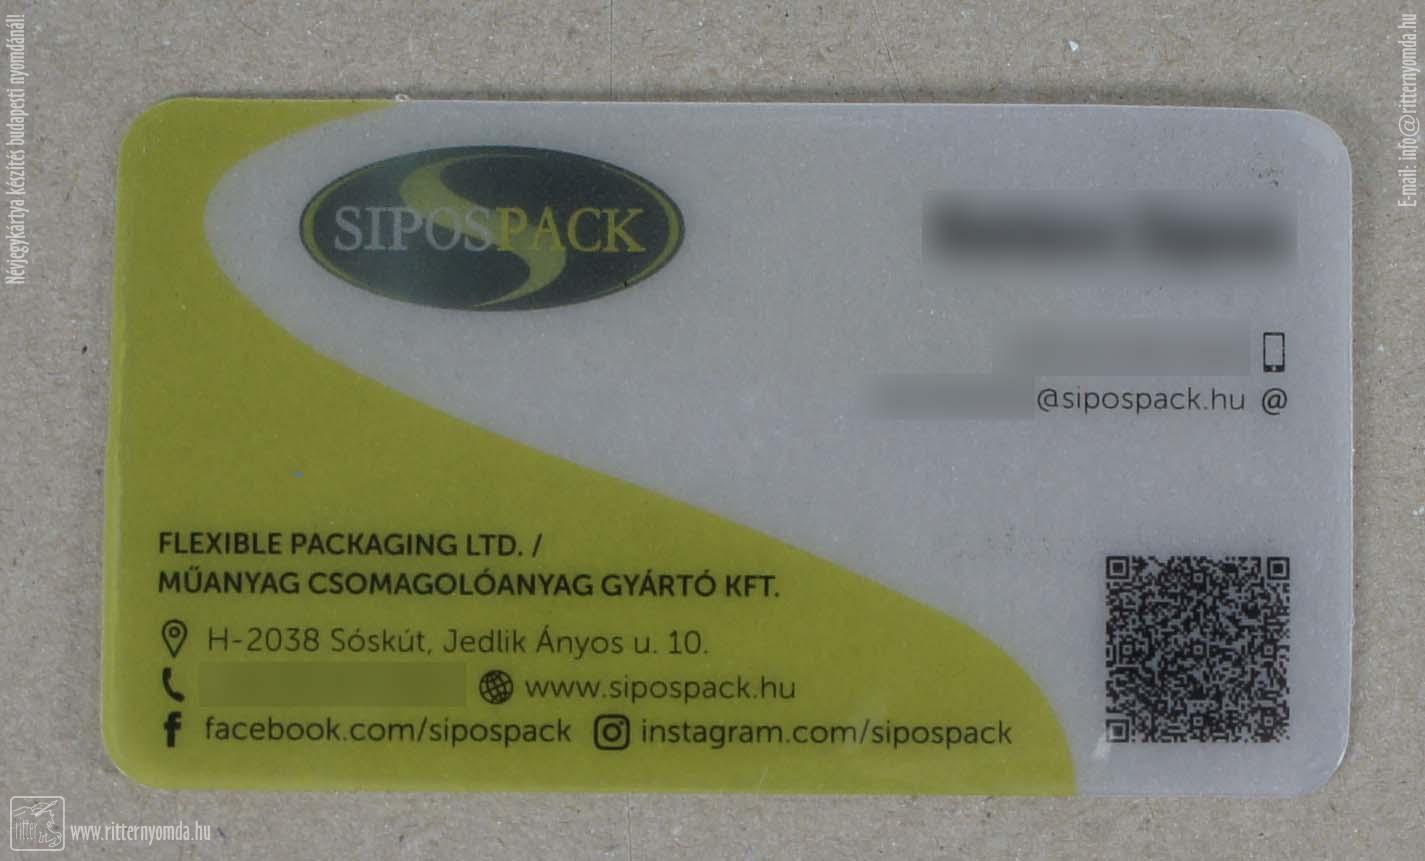 Névjegykártya készítés budapesti nyomdánál!
E-mail: info@ritternyomda.hu
SIPOSPACK
@sipospack.hu @
FLEXIBLE PACKAGING LTD. /
MŰANYAG CSOMAGOLÓANYAG GYÁRTÓ KFT.
H-2038 Sóskút, Jedlik Ányos u. 10.
www.sipospack.hu
facebook.com/sipospack instagram.com/sipospack
ritter
www.ritternyomda.hu